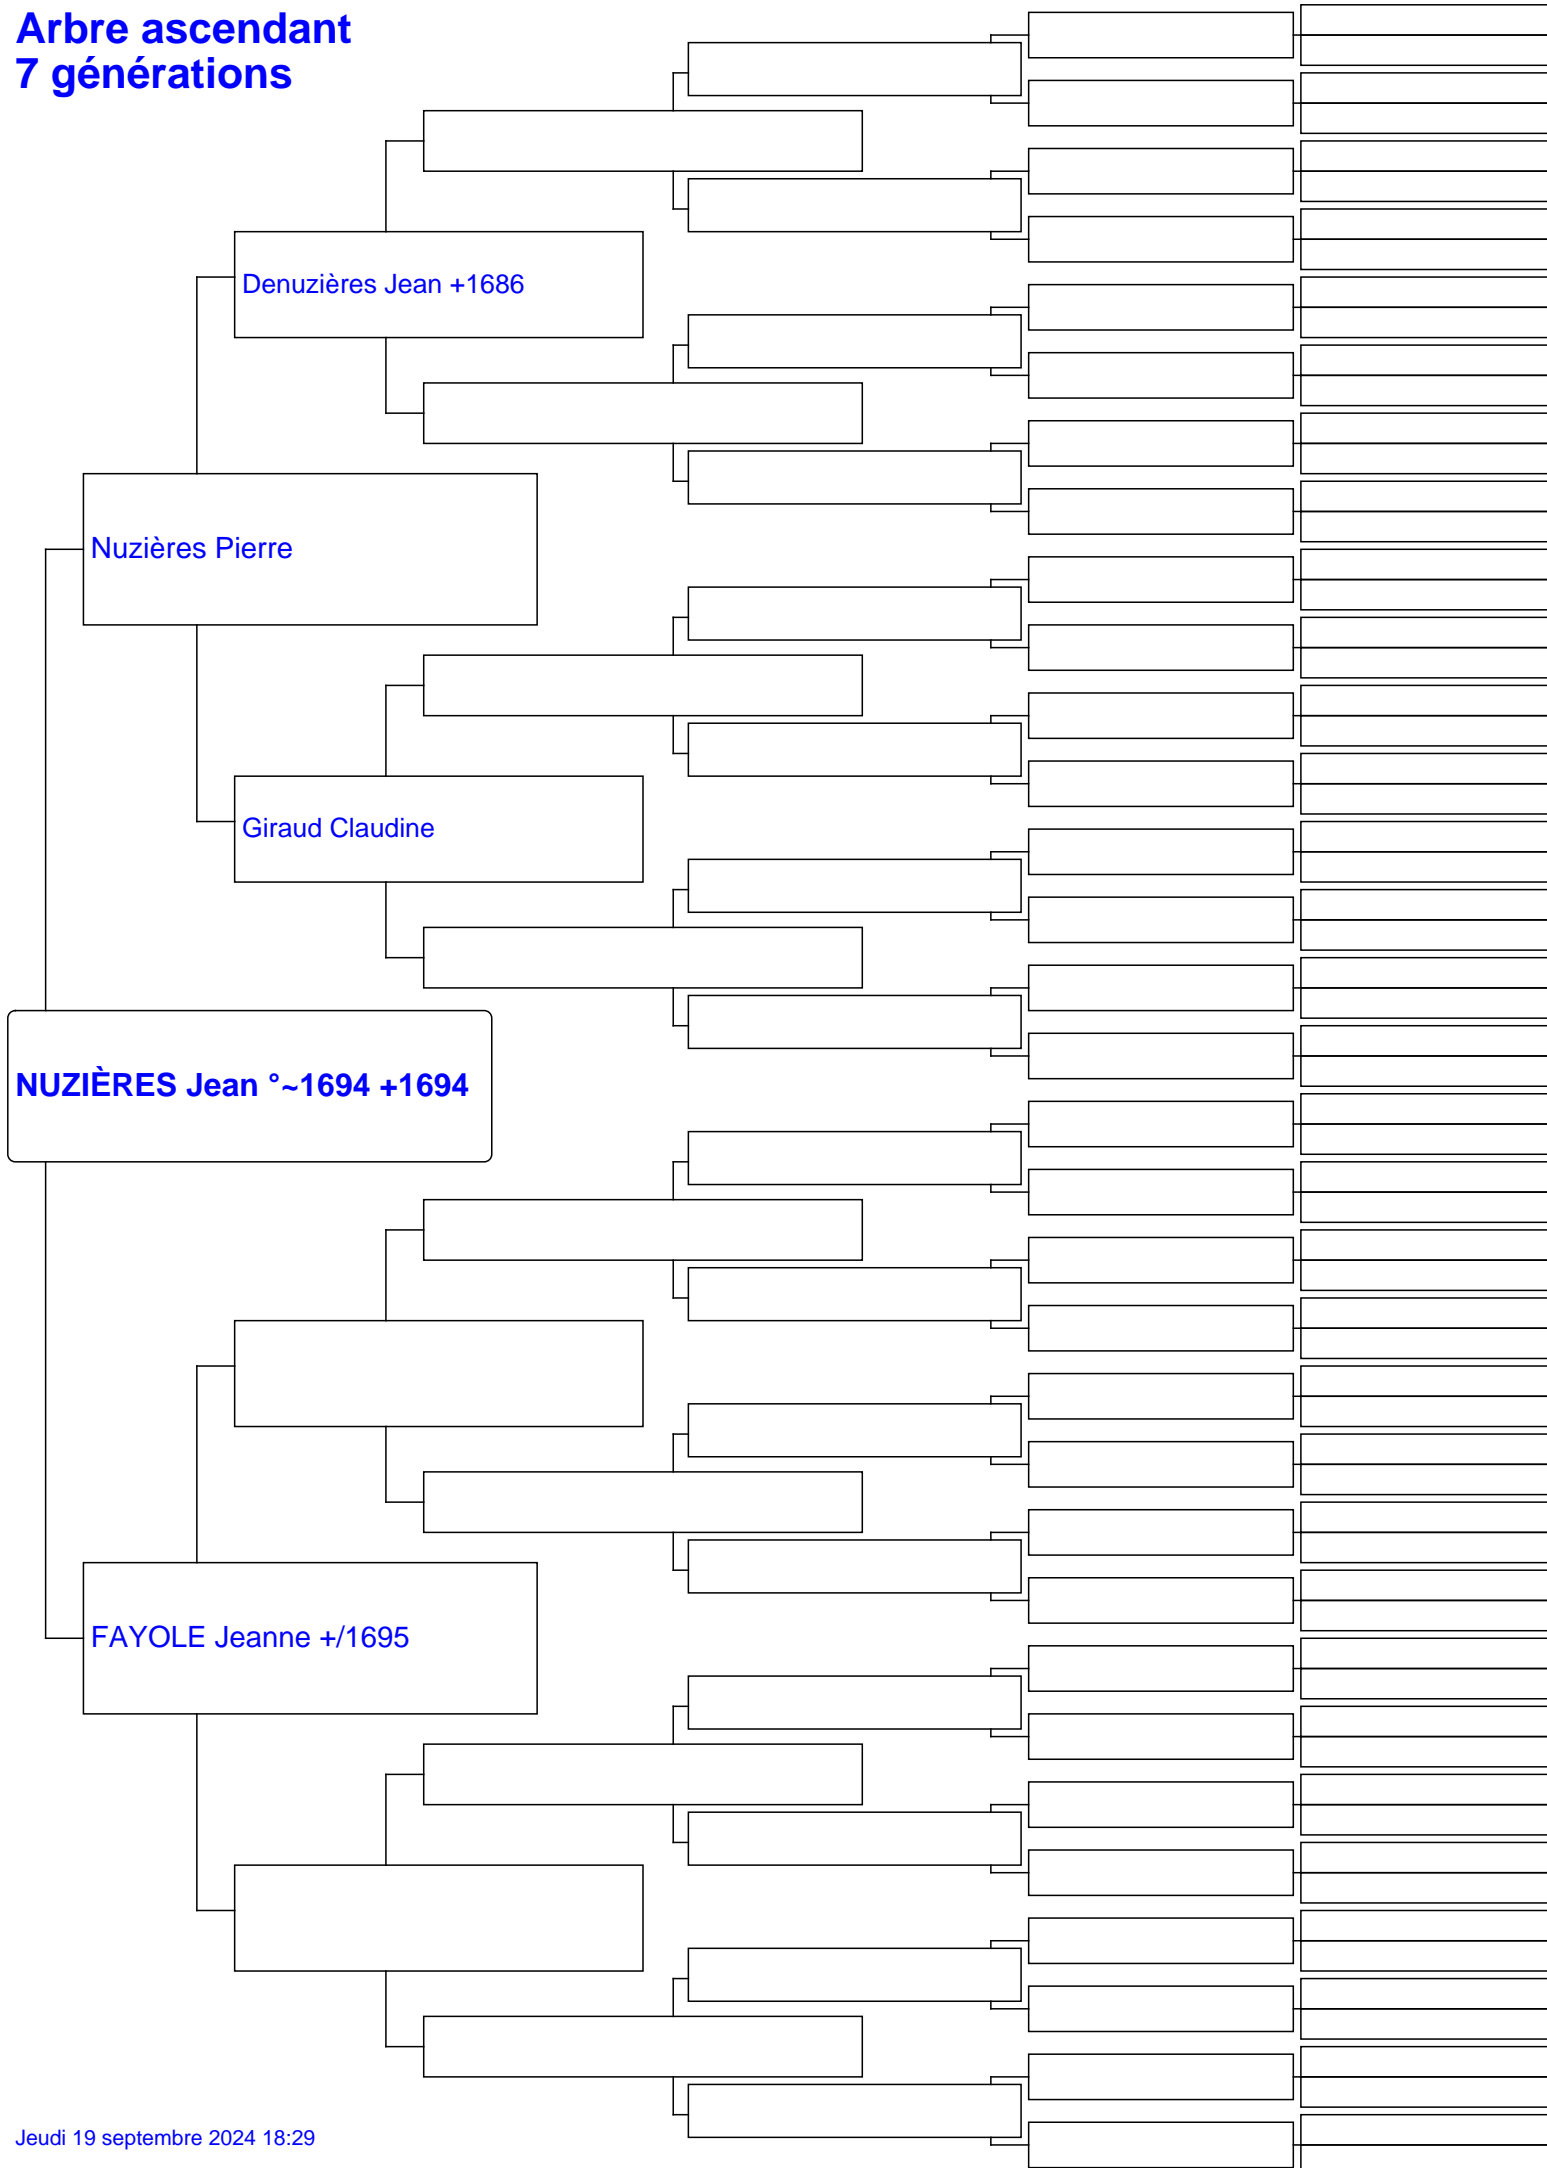 Arbre ascendant
7 générations
Denuzières Jean +1686
Nuzières Pierre
Giraud Claudine
NUZIÈRES Jean °~1694 +1694
FAYOLE Jeanne +/1695
Jeudi 19 septembre 2024 18:29